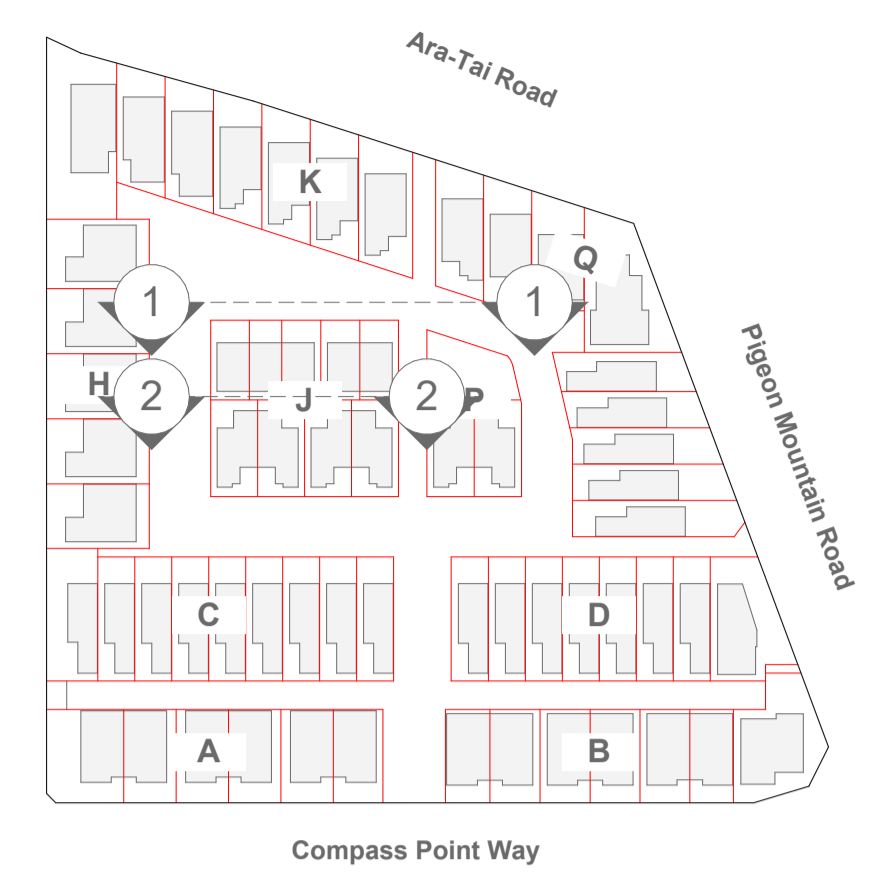 Ara-Tai Road
K
Q
1
1
Pigeon Mountain Road
H
2
J
2
P
C
D
A
B
Compass Point Way